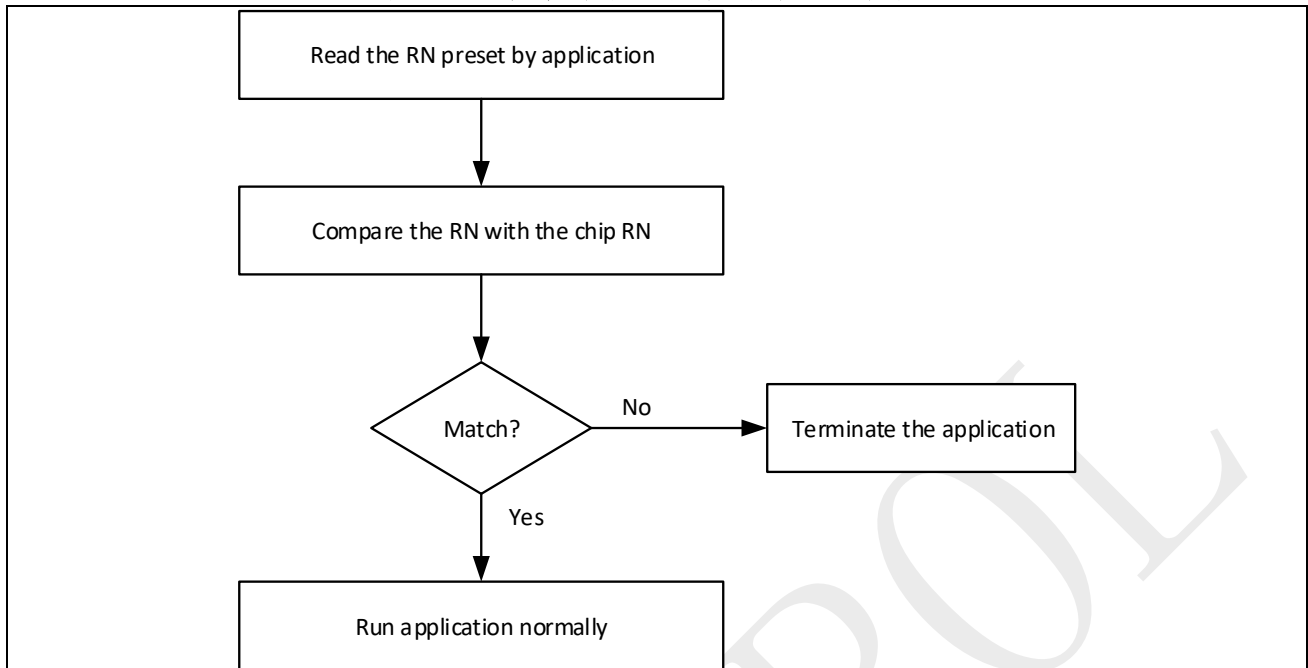 Read the RN preset by application
Compare the RN with the chip RN
Match?
No
Terminate the application
Yes
Run application normally